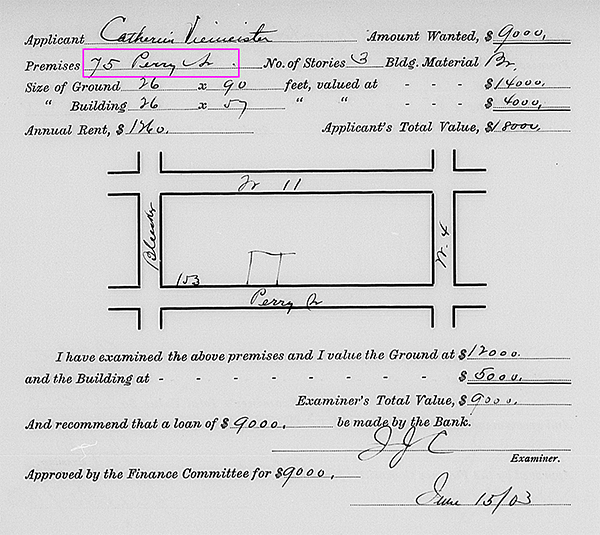 Applicant Catherine Viemeister Amount Wanted, $ 9000,
Premises 75 Perry St. No. of Stories 3 Bldg. Material Br.
Size of Ground 26 x 90 feet, valued at - - - $ 14000
" Building 26 x 57 " " - - - $ 4000,
Annual Rent, $ 1260. Applicant's Total Value, $ 18000,
W 11
Bleecker
W. 4
153
Perry St
I have examined the above premises and I value the Ground at $ 12000.
and the Building at - - - - - - - - $ 5000.
Examiner's Total Value, $ 9000.
And recommend that a loan of $ 9000. be made by the Bank.
J J C
Examiner.
Approved by the Finance Committee for $ 9000,
June 15/03